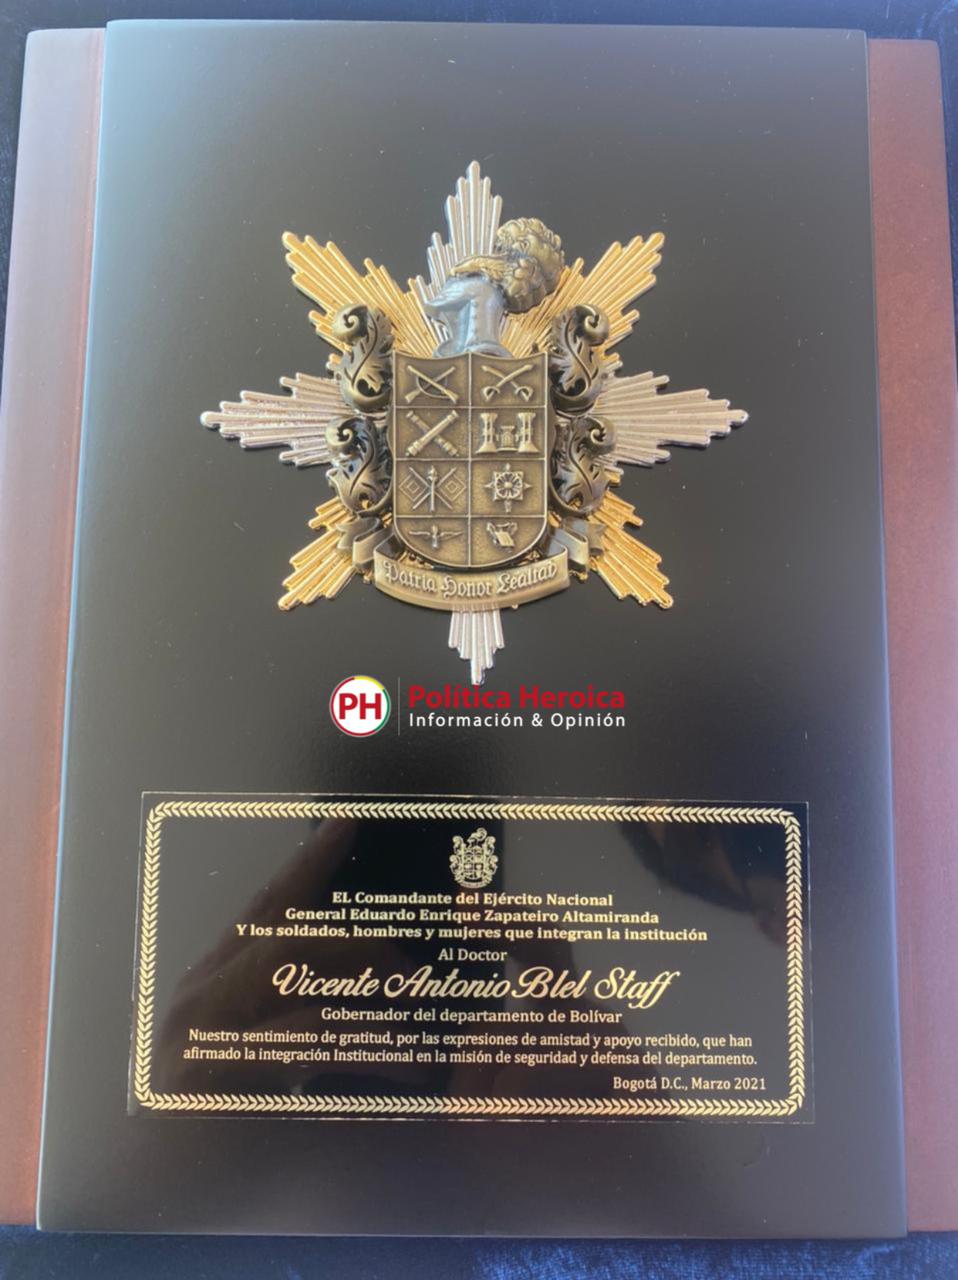 Patria Honor Lealtad
PH
Política Heroica
Información & Opinión
EL Comandante del Ejército Nacional
General Eduardo Enrique Zapateiro Altamiranda
Y los soldados, hombres y mujeres que integran la institución
Al Doctor
Vicente Antonio Blel Staff
Gobernador del departamento de Bolívar
Nuestro sentimiento de gratitud, por las expresiones de amistad y apoyo recibido, que han
afirmado la integración Institucional en la misión de seguridad y defensa del departamento.
Bogotá D.C., Marzo 2021